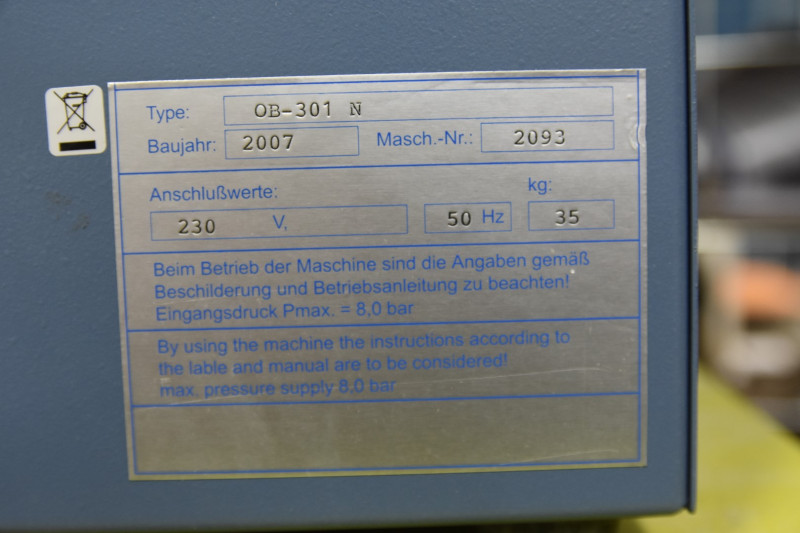 Type: OB-301 N
Baujahr: 2007 Masch.-Nr.: 2093
Anschlußwerte: kg:
230 V, 50 Hz 35
Beim Betrieb der Maschine sind die Angaben gemäß
Beschilderung und Betriebsanleitung zu beachten!
Eingangsdruck Pmax. = 8,0 bar
By using the machine the instructions according to
the lable and manual are to be considered!
max. pressure supply 8,0 bar